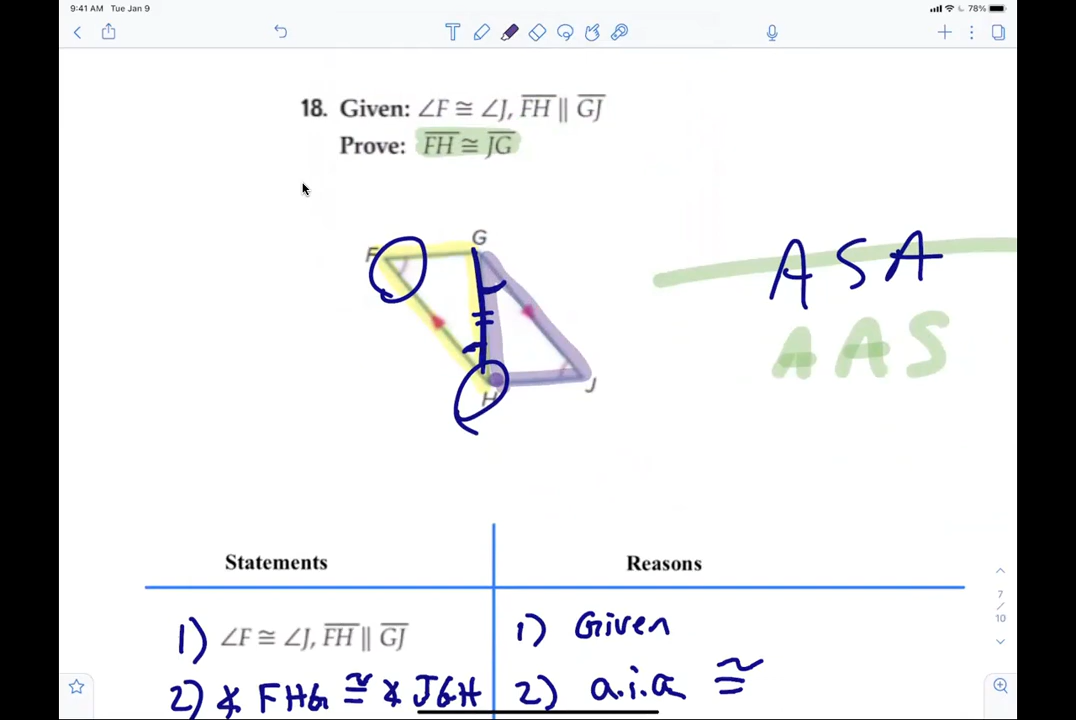 9:41 AM Tue Jan 9
78%
18. Given: ∠F ≅ ∠J, FH || GJ
Prove: FH ≅ JG
F
G
H
J
ASA
AAS
7
/
10
Statements
Reasons
1) ∠F ≅ ∠J, FH || GJ
1) Given
2) ∡ FHG ≅ ∡ JGH
2) a.i.a ≅